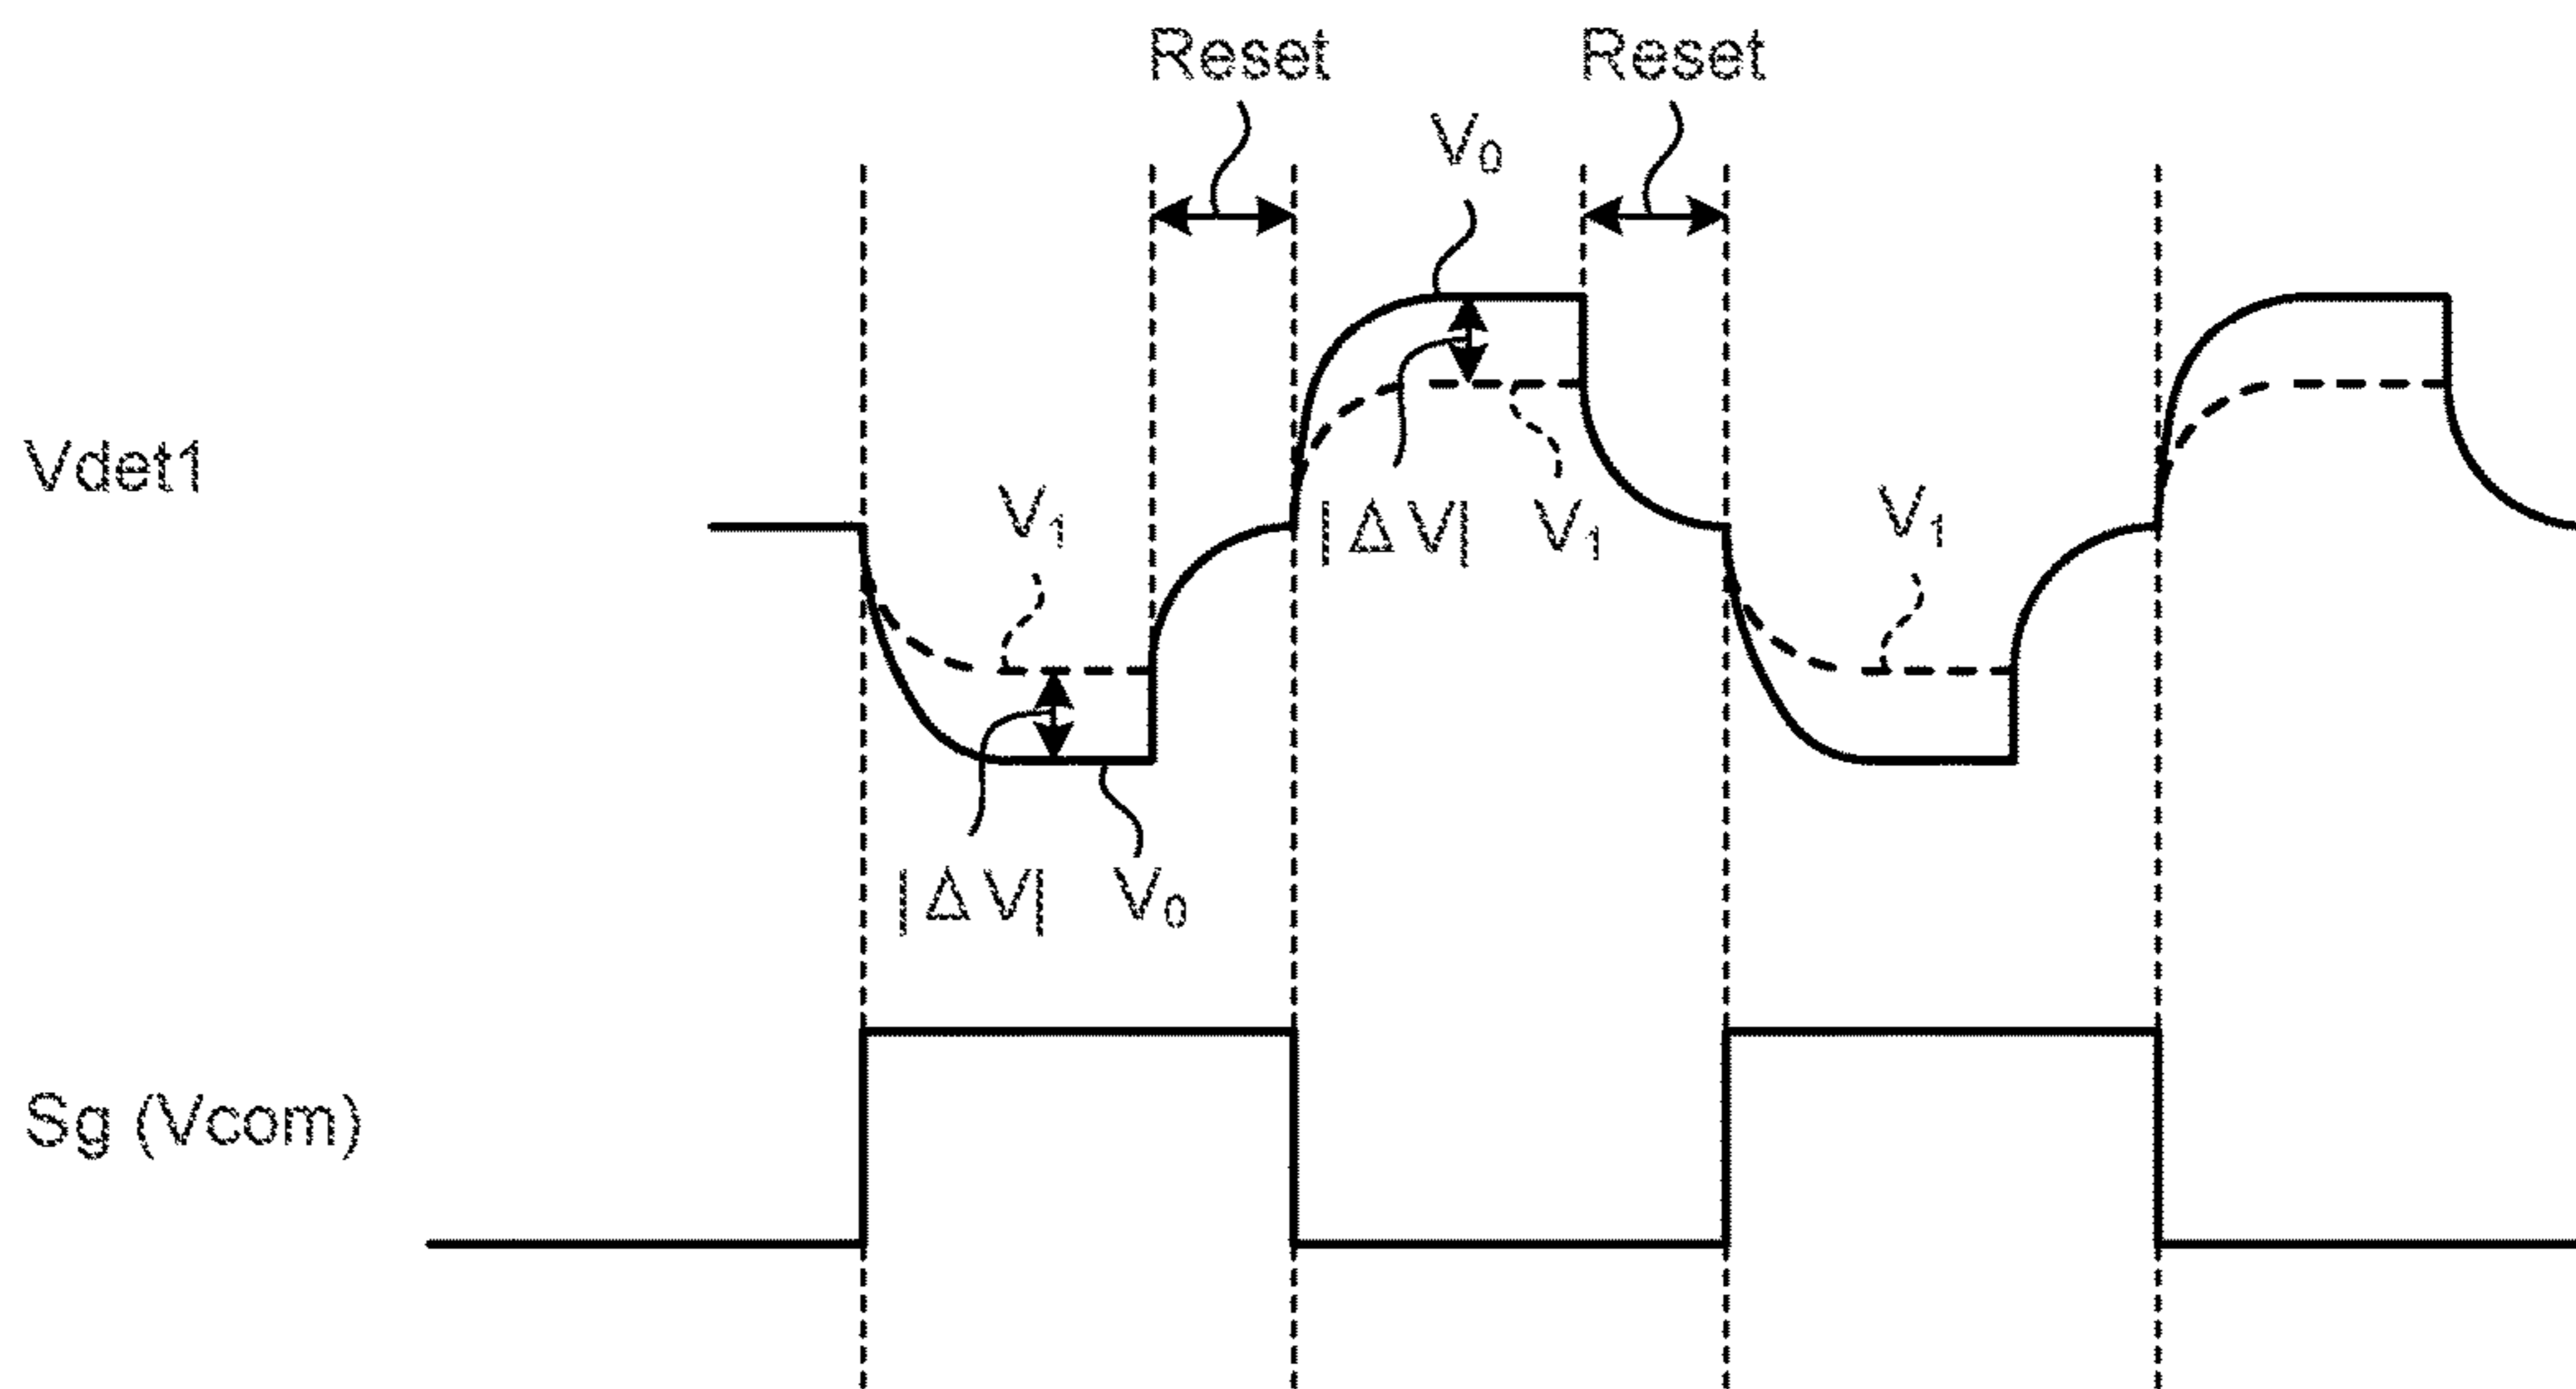 Reset
Reset
V₀
Vdet1
V₁
|ΔV|
V₁
V₁
|ΔV|
V₀
Sg (Vcom)